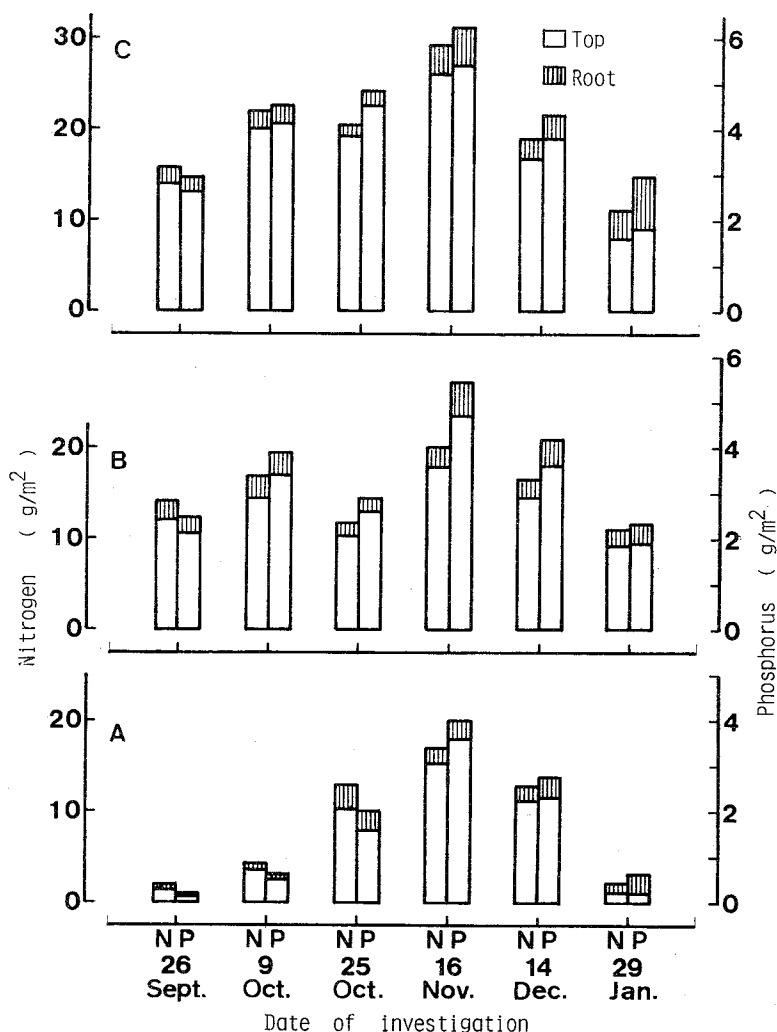 C
Top
Root
30
20
10
0
6
4
2
0
B
20
10
0
6
4
2
0
A
20
10
0
4
2
0
Nitrogen ( g/m² )
Phosphorus ( g/m² )
N P N P N P N P N P N P
26 9 25 16 14 29
Sept. Oct. Oct. Nov. Dec. Jan.
Date of investigation